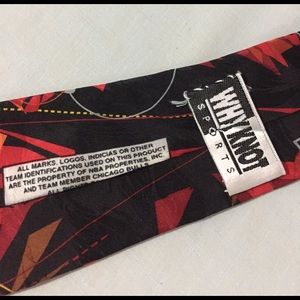 ALL MARKS, LOGOS, INDICIAS OR OTHER
TEAM IDENTIFICATIONS USED ON THIS PRODUCT
ARE THE PROPERTY OF NBA PROPERTIES, INC.
AND TEAM MEMBER CHICAGO BULLS
WHY KNOT
SPORTS